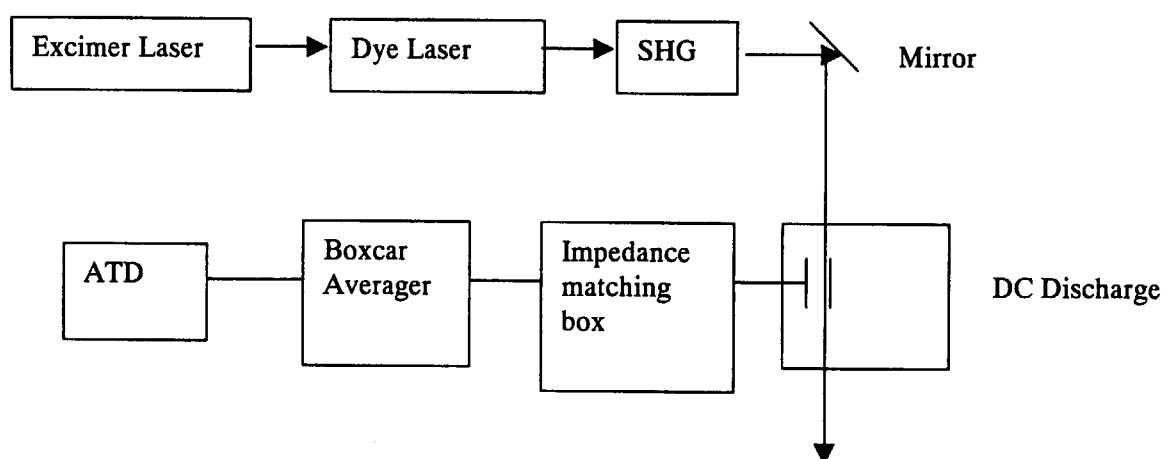 Excimer Laser
Dye Laser
SHG
Mirror
ATD
Boxcar
Averager
Impedance
matching
box
DC Discharge